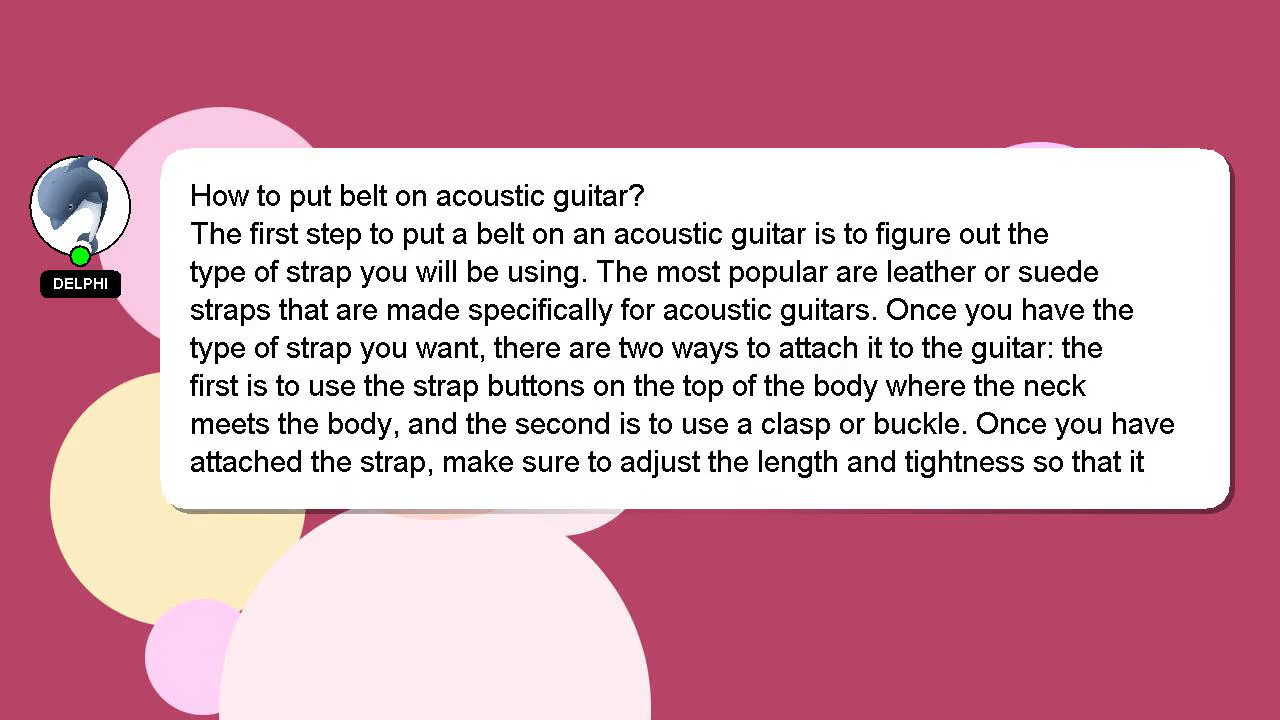 How to put belt on acoustic guitar?
The first step to put a belt on an acoustic guitar is to figure out the
type of strap you will be using. The most popular are leather or suede
straps that are made specifically for acoustic guitars. Once you have the
type of strap you want, there are two ways to attach it to the guitar: the
first is to use the strap buttons on the top of the body where the neck
meets the body, and the second is to use a clasp or buckle. Once you have
attached the strap, make sure to adjust the length and tightness so that it
DELPHI